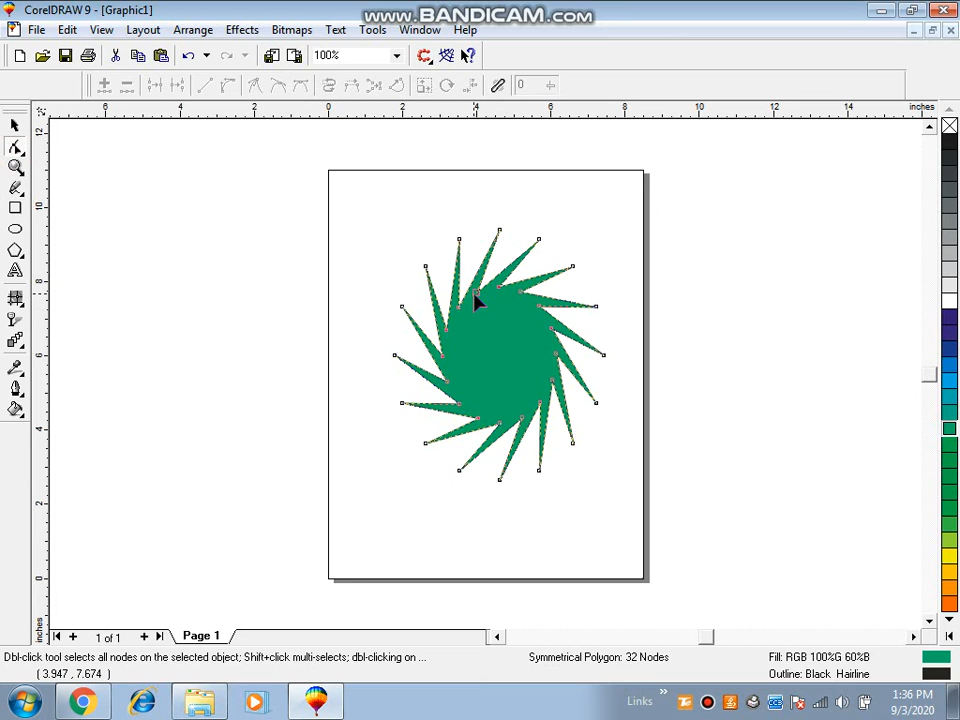 CorelDRAW 9 - [Graphic1]
www.BANDICAM.com
File Edit View Layout Arrange Effects Bitmaps Text Tools Window Help
100%
0
6 4 2 0 2 4 6 8 10 12 14 inches
12
10
8
6
4
2
0
inches
1 of 1 Page 1
Dbl-click tool selects all nodes on the selected object; Shift+click multi-selects; dbl-clicking on ... Symmetrical Polygon: 32 Nodes Fill: RGB 100%G 60%B
( 3.947 , 7.674 ) Outline: Black Hairline
Links » 1:36 PM
9/3/2020